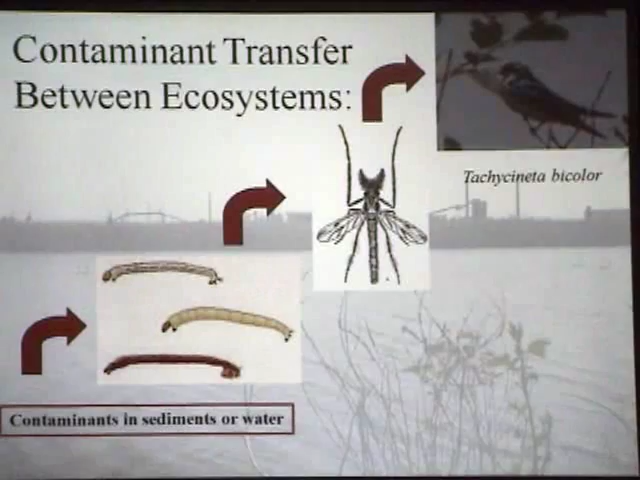 Contaminant Transfer
Between Ecosystems:
Tachycineta bicolor
Contaminants in sediments or water